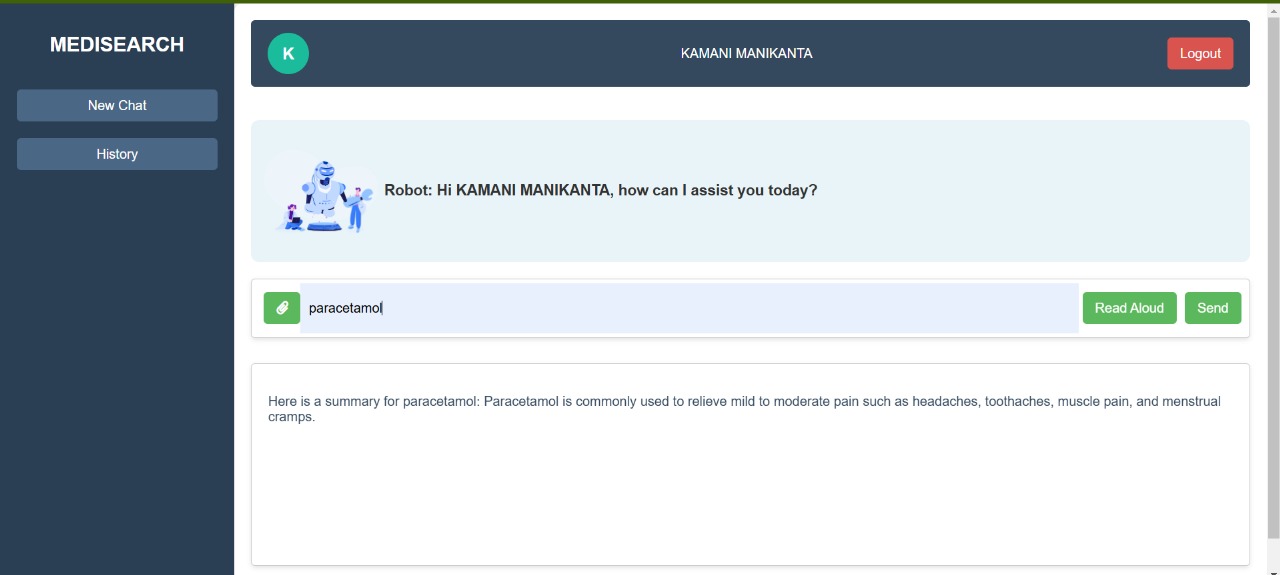 MEDISEARCH
New Chat
History
K
KAMANI MANIKANTA
Logout
Robot: Hi KAMANI MANIKANTA, how can I assist you today?
paracetamol
Read Aloud
Send
Here is a summary for paracetamol: Paracetamol is commonly used to relieve mild to moderate pain such as headaches, toothaches, muscle pain, and menstrual
cramps.